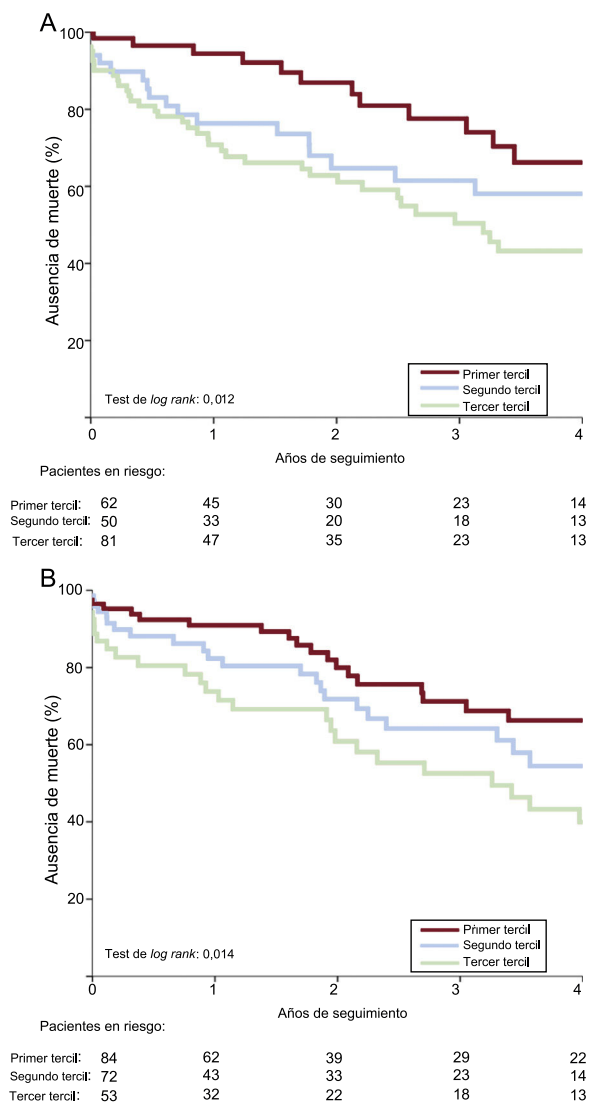 A
100
80
60
40
20
Ausencia de muerte (%)
Primer tercil
Segundo tercil
Tercer tercil
Test de log rank: 0,012
0 1 2 3 4
Años de seguimiento
Pacientes en riesgo:
Primer tercil: 62 45 30 23 14
Segundo tercil: 50 33 20 18 13
Tercer tercil: 81 47 35 23 13
B
100
80
60
40
20
Ausencia de muerte (%)
Primer tercil
Segundo tercil
Tercer tercil
Test de log rank: 0,014
0 1 2 3 4
Años de seguimiento
Pacientes en riesgo:
Primer tercil: 84 62 39 29 22
Segundo tercil: 72 43 33 23 14
Tercer tercil: 53 32 22 18 13